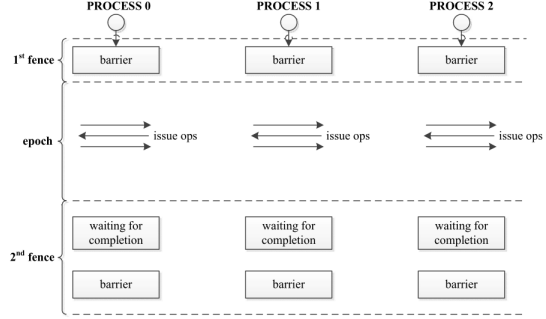 PROCESS 0 PROCESS 1 PROCESS 2
1st fence barrier barrier barrier
epoch issue ops issue ops issue ops
waiting for completion waiting for completion waiting for completion
2nd fence
barrier barrier barrier